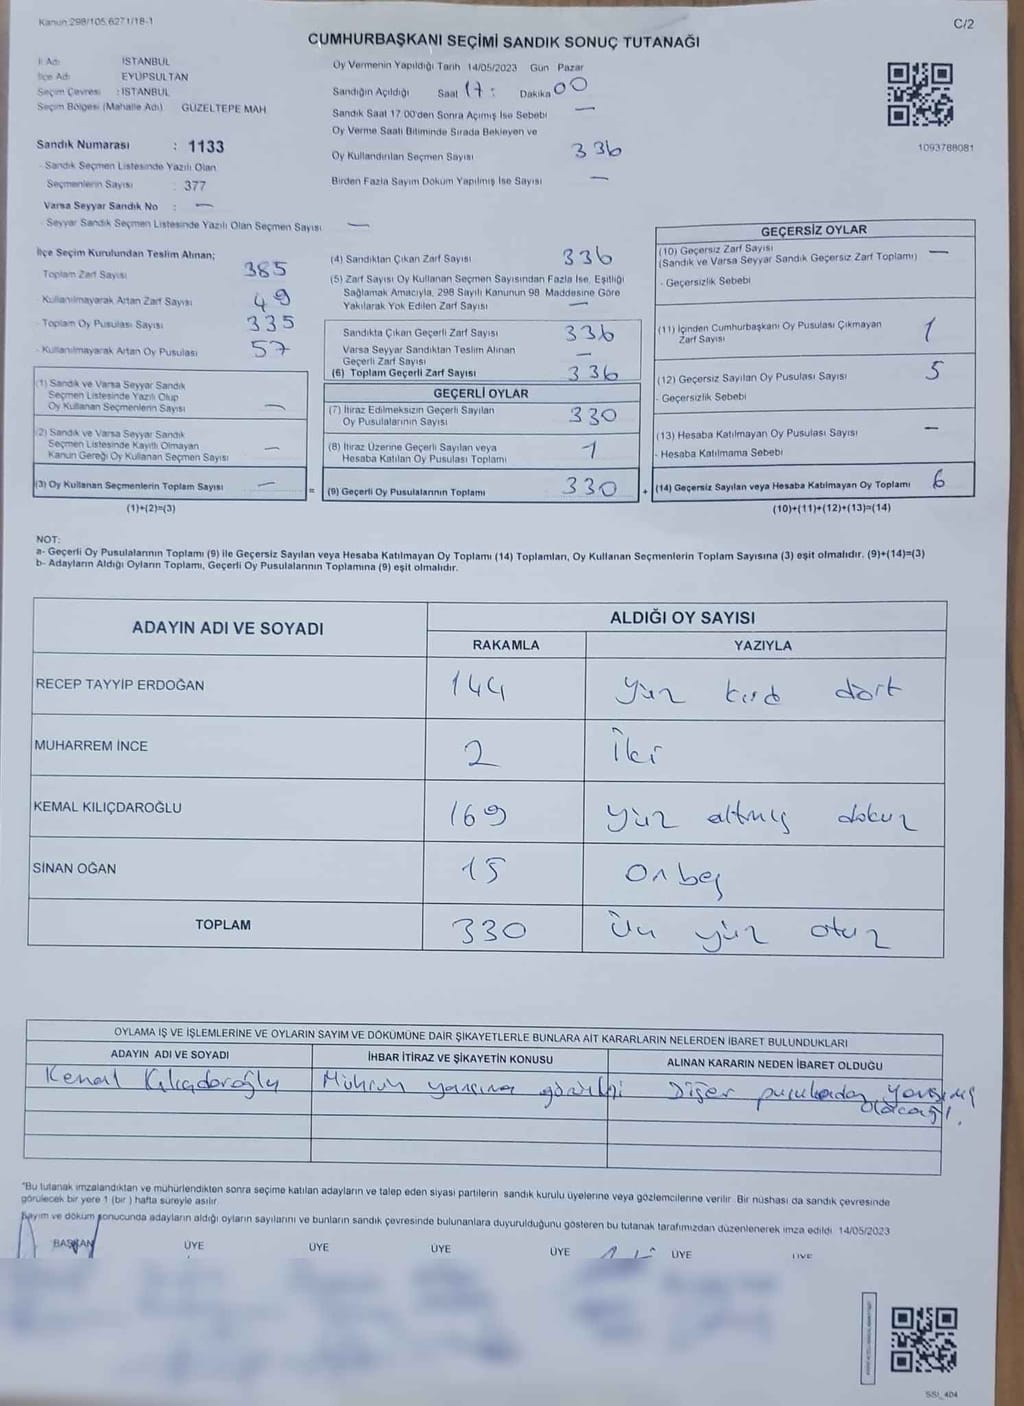 Kanun:298/105,6271/18-1
C/2
CUMHURBAŞKANI SEÇİMİ SANDIK SONUÇ TUTANAĞI
İl Adı İSTANBUL
İlçe Adı EYÜPSULTAN
Seçim Çevresi : İSTANBUL
Seçim Bölgesi (Mahalle Adı) GÜZELTEPE MAH
Sandık Numarası : 1133
- Sandık Seçmen Listesinde Yazılı Olan
Seçmenlerin Sayısı : 377
Varsa Seyyar Sandık No : —
- Seyyar Sandık Seçmen Listesinde Yazılı Olan Seçmen Sayısı —
Oy Vermenin Yapıldığı Tarih 14/05/2023 Gün Pazar
Sandığın Açıldığı Saat 17: Dakika 00
Sandık Saat 17:00'den Sonra Açımış İse Sebebi —
Oy Verme Saati Bitiminde Sırada Bekleyen ve
Oy Kullandırılan Seçmen Sayısı 336
Birden Fazla Sayım Döküm Yapılmış İse Sayısı —
1093788081
İlçe Seçim Kurulundan Teslim Alınan;
Toplam Zarf Sayısı 385
Kullanılmayarak Artan Zarf Sayısı 49
- Toplam Oy Pusulası Sayısı 335
- Kullanılmayarak Artan Oy Pusulası 57
(1) Sandık ve Varsa Seyyar Sandık
Seçmen Listesinde Yazılı Olup
Oy Kullanan Seçmenlerin Sayısı —
(2) Sandık ve Varsa Seyyar Sandık
Seçmen Listesinde Kayıtlı Olmayan
Kanun Gereği Oy Kullanan Seçmen Sayısı —
(3) Oy Kullanan Seçmenlerin Toplam Sayısı — =
(1)+(2)=(3)
(4) Sandıktan Çıkan Zarf Sayısı 336
(5) Zarf Sayısı Oy Kullanan Seçmen Sayısından Fazla İse, Eşitliği
Sağlamak Amacıyla, 298 Sayılı Kanunun 98. Maddesine Göre
Yakılarak Yok Edilen Zarf Sayısı —
Sandıkta Çıkan Geçerli Zarf Sayısı 336
Varsa Seyyar Sandıktan Teslim Alınan
Geçerli Zarf Sayısı —
(6) Toplam Geçerli Zarf Sayısı 336
GEÇERLİ OYLAR
(7) İtiraz Edilmeksizin Geçerli Sayılan
Oy Pusulalarının Sayısı 330
(8) İtiraz Üzerine Geçerli Sayılan veya
Hesaba Katılan Oy Pusulası Toplamı 1
(9) Geçerli Oy Pusulalarının Toplamı 330 +
GEÇERSİZ OYLAR
(10) Geçersiz Zarf Sayısı —
(Sandık ve Varsa Seyyar Sandık Geçersiz Zarf Toplamı)
- Geçersizlik Sebebi
(11) İçinden Cumhurbaşkanı Oy Pusulası Çıkmayan
Zarf Sayısı 1
(12) Geçersiz Sayılan Oy Pusulası Sayısı 5
- Geçersizlik Sebebi
(13) Hesaba Katılmayan Oy Pusulası Sayısı —
- Hesaba Katılmama Sebebi
(14) Geçersiz Sayılan veya Hesaba Katılmayan Oy Toplamı 6
(10)+(11)+(12)+(13)=(14)
NOT:
a- Geçerli Oy Pusulalarının Toplamı (9) ile Geçersiz Sayılan veya Hesaba Katılmayan Oy Toplamı (14) Toplamları, Oy Kullanan Seçmenlerin Toplam Sayısına (3) eşit olmalıdır. (9)+(14)=(3)
b- Adayların Aldığı Oyların Toplamı, Geçerli Oy Pusulalarının Toplamına (9) eşit olmalıdır.
ADAYIN ADI VE SOYADI
ALDIĞI OY SAYISI
RAKAMLA YAZIYLA
RECEP TAYYİP ERDOĞAN 144 Yüz kırk dört
MUHARREM İNCE 2 İki
KEMAL KILIÇDAROĞLU 169 Yüz altmış dokuz
SİNAN OĞAN 15 Onbeş
TOPLAM 330 Üç yüz otuz
OYLAMA İŞ VE İŞLEMLERİNE VE OYLARIN SAYIM VE DÖKÜMÜNE DAİR ŞİKAYETLERLE BUNLARA AİT KARARLARIN NELERDEN İBARET BULUNDUKLARI
ADAYIN ADI VE SOYADI İHBAR İTİRAZ VE ŞİKAYETİN KONUSU ALINAN KARARIN NEDEN İBARET OLDUĞU
Kemal Kılıçdaroğlu Mührün Diğer
olacağı.
"Bu tutanak imzalandıktan ve mühürlendikten sonra seçime katılan adayların ve talep eden siyasi partilerin sandık kurulu üyelerine veya gözlemcilerine verilir. Bir nüshası da sandık çevresinde
görülecek bir yere 1 (bir ) hafta süreyle asılır.
Sayım ve döküm sonucunda adayların aldığı oyların sayılarını ve bunların sandık çevresinde bulunanlara duyurulduğunu gösteren bu tutanak tarafımızdan düzenlenerek imza edildi. 14/05/2023
BAŞKAN ÜYE ÜYE ÜYE ÜYE ÜYE ÜYE
SSI_404